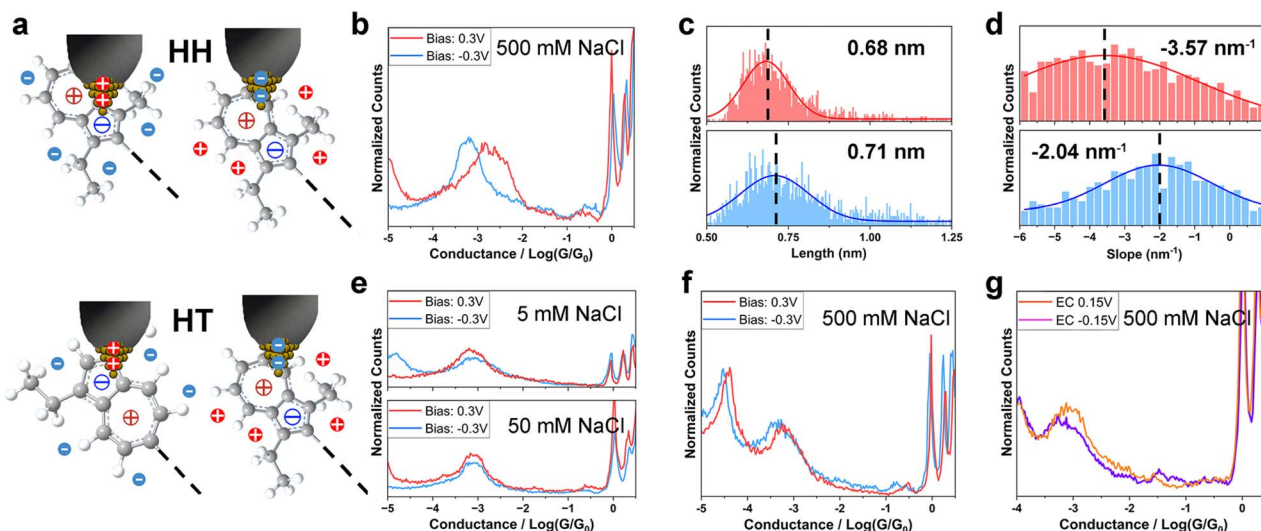 a
HH
HT
b
Bias: 0.3V
Bias: -0.3V
500 mM NaCl
Normalized Counts
-5 -4 -3 -2 -1 0
Conductance / Log(G/G₀)
c
0.68 nm
0.71 nm
Normalized Counts
0.50 0.75 1.00 1.25
Length (nm)
d
-3.57 nm⁻¹
-2.04 nm⁻¹
Normalized Counts
−6 −5 −4 −3 −2 −1 0
Slope (nm⁻¹)
e
Bias: 0.3V
Bias: -0.3V
5 mM NaCl
Bias: 0.3V
Bias: -0.3V
50 mM NaCl
Normalized Counts
−5 −4 −3 −2 −1 0
Conductance / Log(G/G₀)
f
Bias: 0.3V
Bias: -0.3V
500 mM NaCl
Normalized Counts
-5 -4 -3 -2 -1 0
Conductance / Log(G/G₀)
g
EC 0.15V
EC -0.15V
500 mM NaCl
Normalized Counts
-4 -3 -2 -1 0
Conductance / Log(G/G₀)